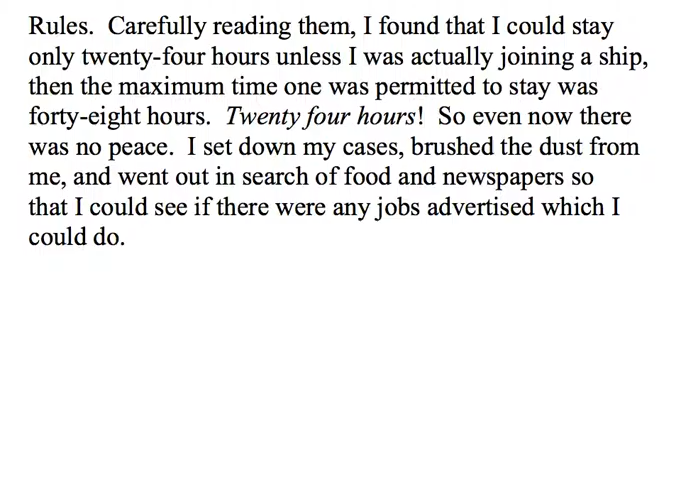 Rules.  Carefully reading them, I found that I could stay
only twenty-four hours unless I was actually joining a ship,
then the maximum time one was permitted to stay was
forty-eight hours.  Twenty four hours!  So even now there
was no peace.  I set down my cases, brushed the dust from
me, and went out in search of food and newspapers so
that I could see if there were any jobs advertised which I
could do.